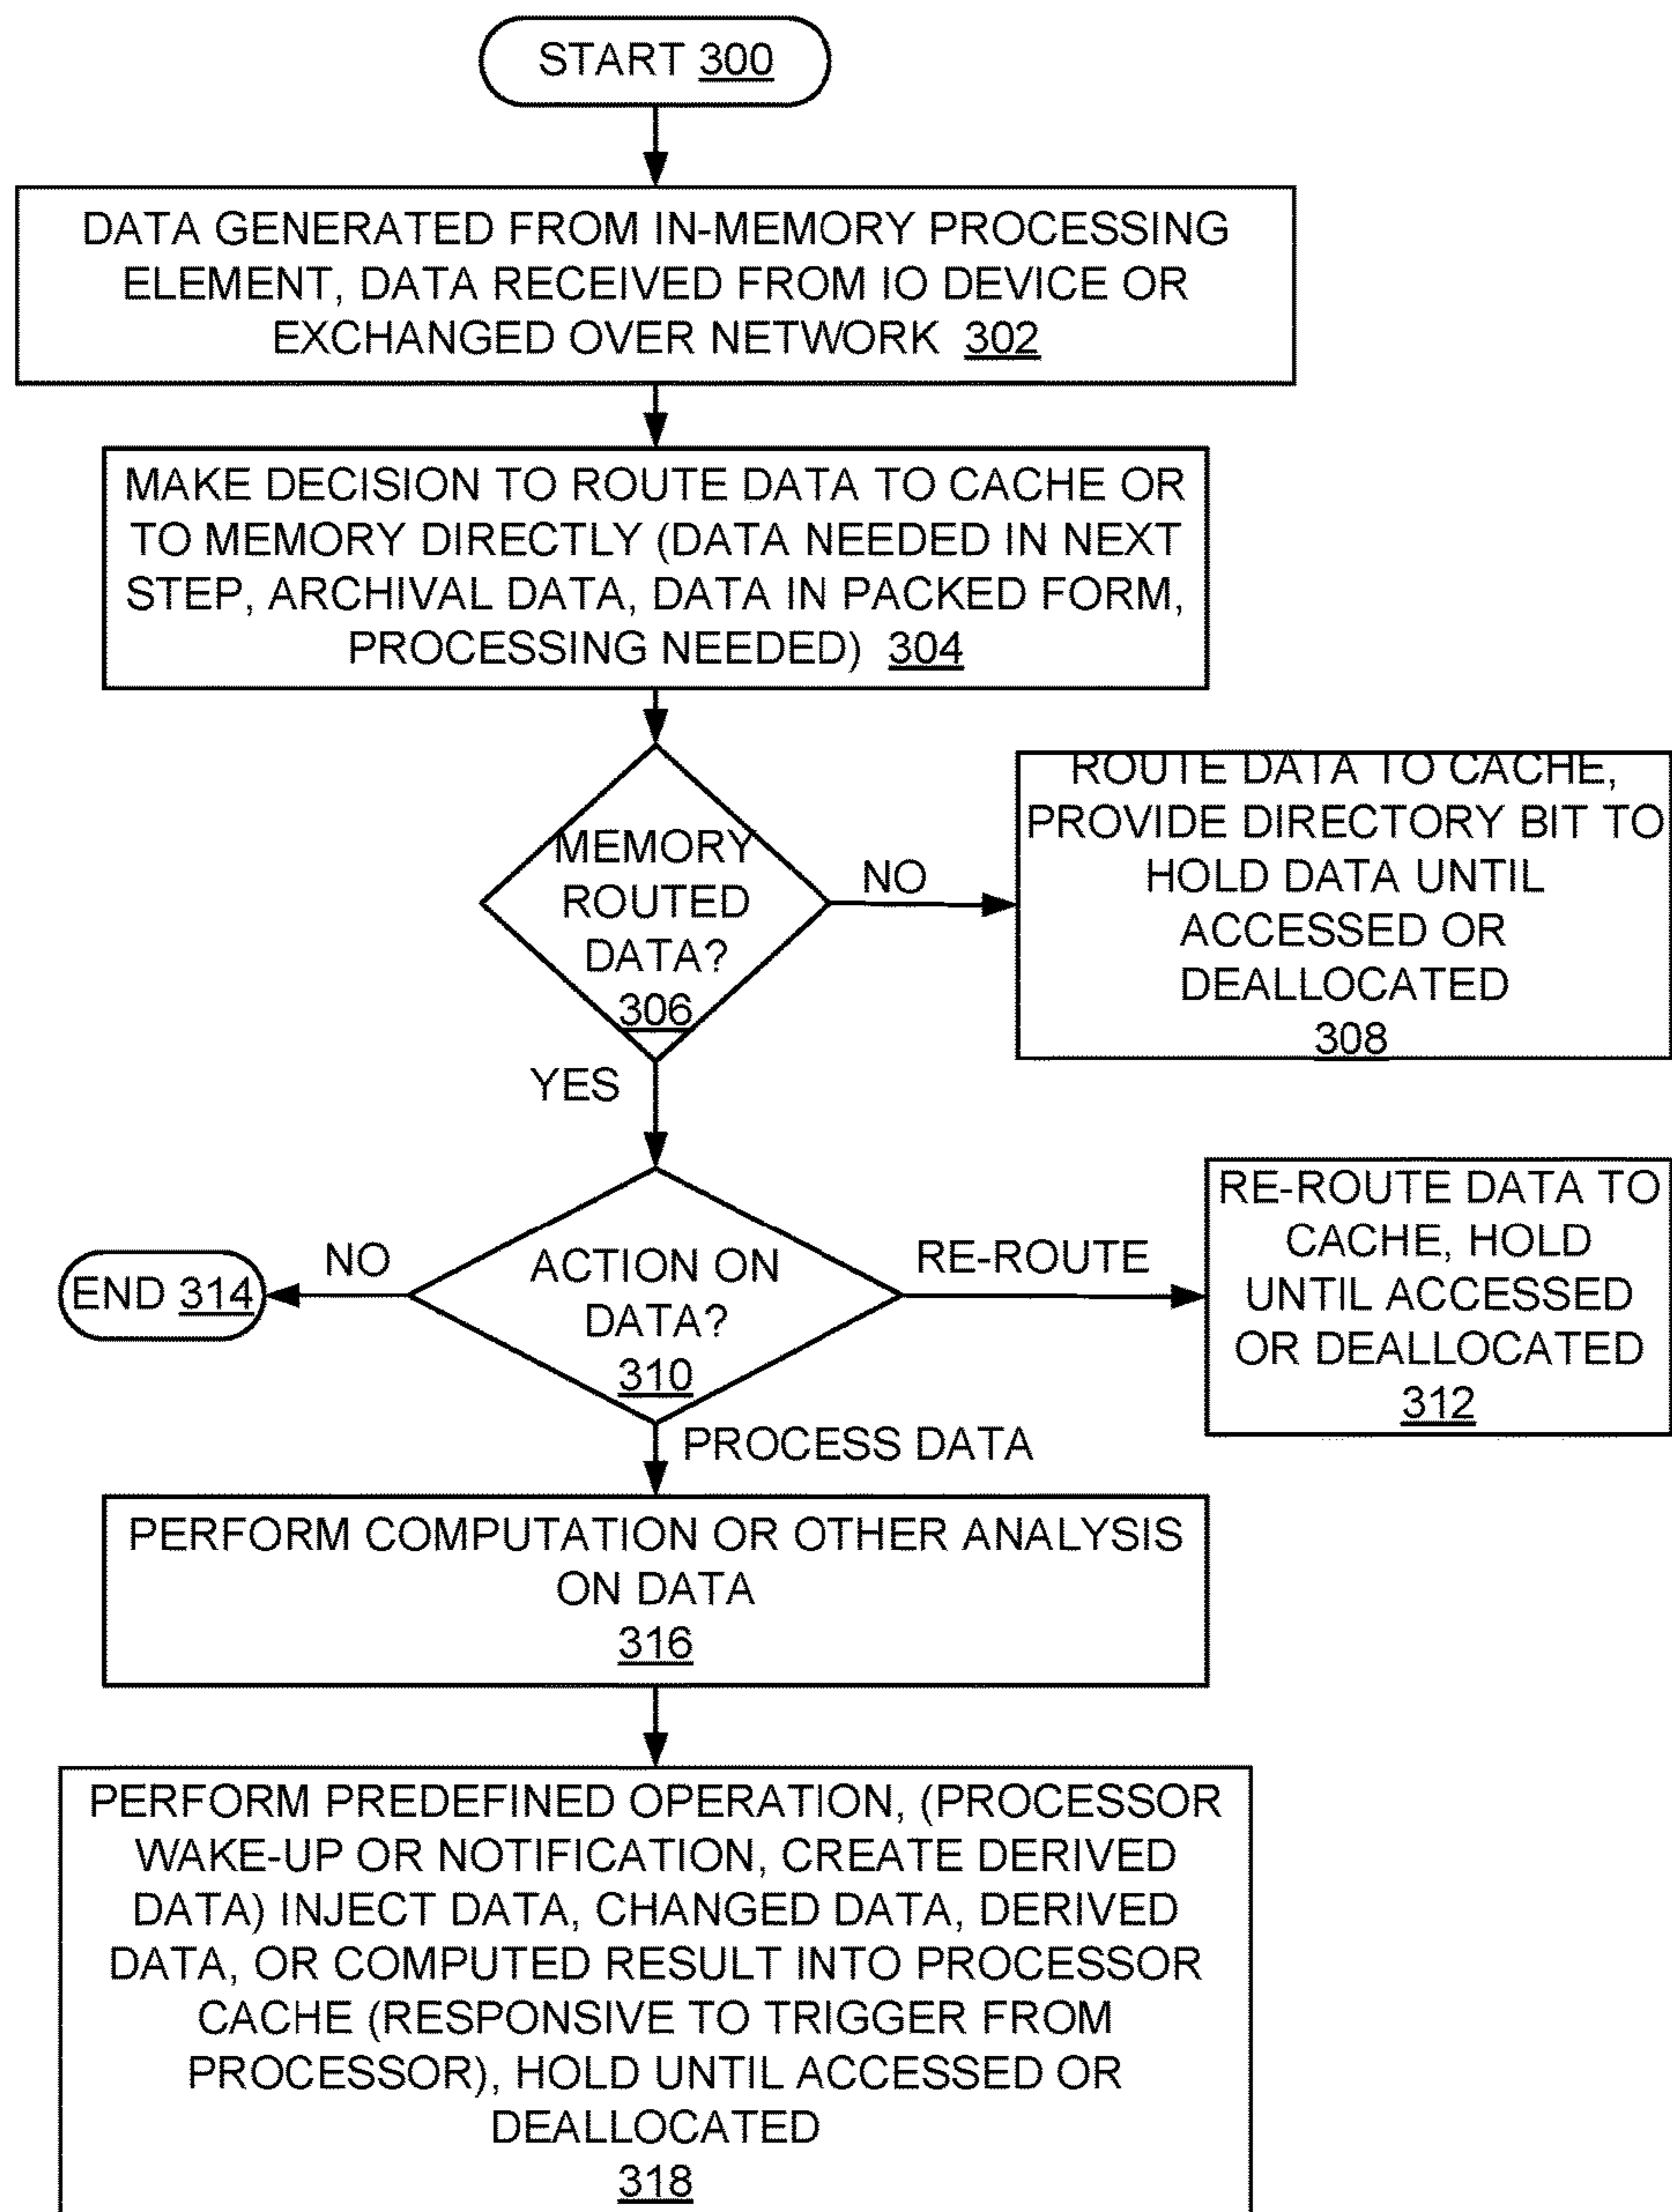 START 300
DATA GENERATED FROM IN-MEMORY PROCESSING
ELEMENT, DATA RECEIVED FROM IO DEVICE OR
EXCHANGED OVER NETWORK 302
MAKE DECISION TO ROUTE DATA TO CACHE OR
TO MEMORY DIRECTLY (DATA NEEDED IN NEXT
STEP, ARCHIVAL DATA, DATA IN PACKED FORM,
PROCESSING NEEDED) 304
MEMORY
ROUTED
DATA?
306
NO
ROUTE DATA TO CACHE,
PROVIDE DIRECTORY BIT TO
HOLD DATA UNTIL
ACCESSED OR
DEALLOCATED
308
YES
ACTION ON
DATA?
310
NO
END 314
RE-ROUTE
RE-ROUTE DATA TO
CACHE, HOLD
UNTIL ACCESSED
OR DEALLOCATED
312
PROCESS DATA
PERFORM COMPUTATION OR OTHER ANALYSIS
ON DATA
316
PERFORM PREDEFINED OPERATION, (PROCESSOR
WAKE-UP OR NOTIFICATION, CREATE DERIVED
DATA) INJECT DATA, CHANGED DATA, DERIVED
DATA, OR COMPUTED RESULT INTO PROCESSOR
CACHE (RESPONSIVE TO TRIGGER FROM
PROCESSOR), HOLD UNTIL ACCESSED OR
DEALLOCATED
318